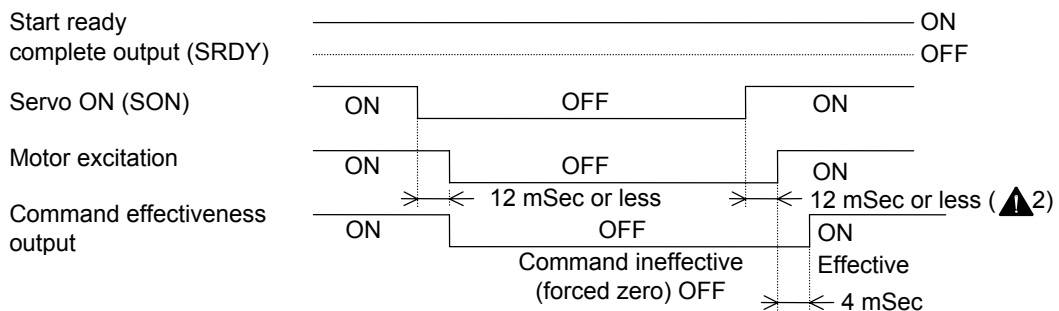 Start ready ON
complete output (SRDY) OFF
Servo ON (SON) ON OFF ON
Motor excitation
ON OFF ON
12 mSec or less 12 mSec or less (⚠2)
Command effectiveness
output ON OFF ON
Command ineffective Effective
(forced zero) OFF
4 mSec